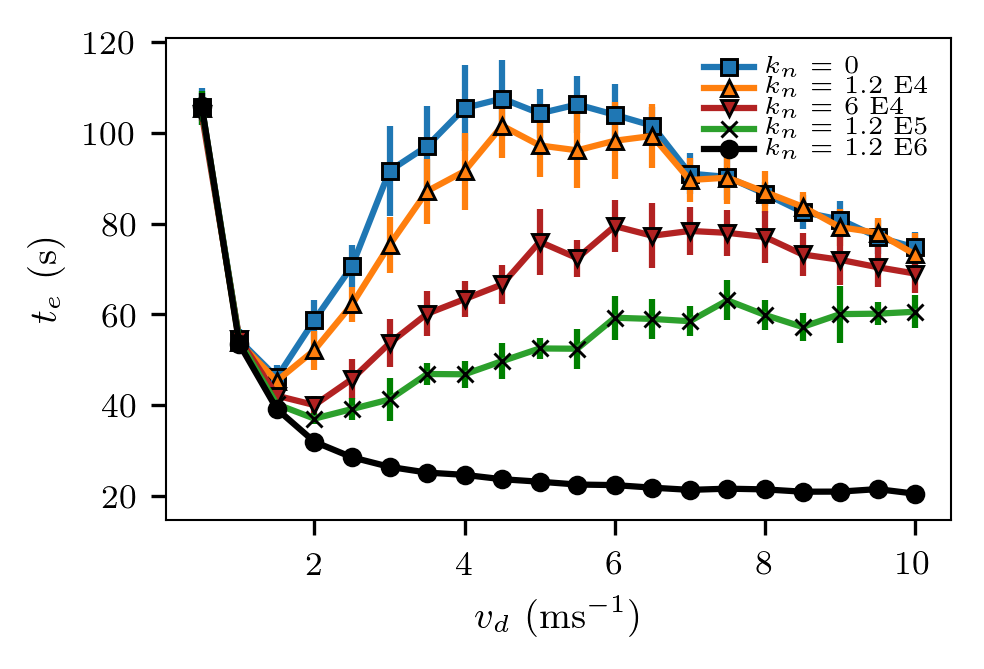 120
100
80
60
40
20
t_e (s)
k_n = 0
k_n = 1.2 E4
k_n = 6 E4
k_n = 1.2 E5
k_n = 1.2 E6
2 4 6 8 10
v_d (ms⁻¹)